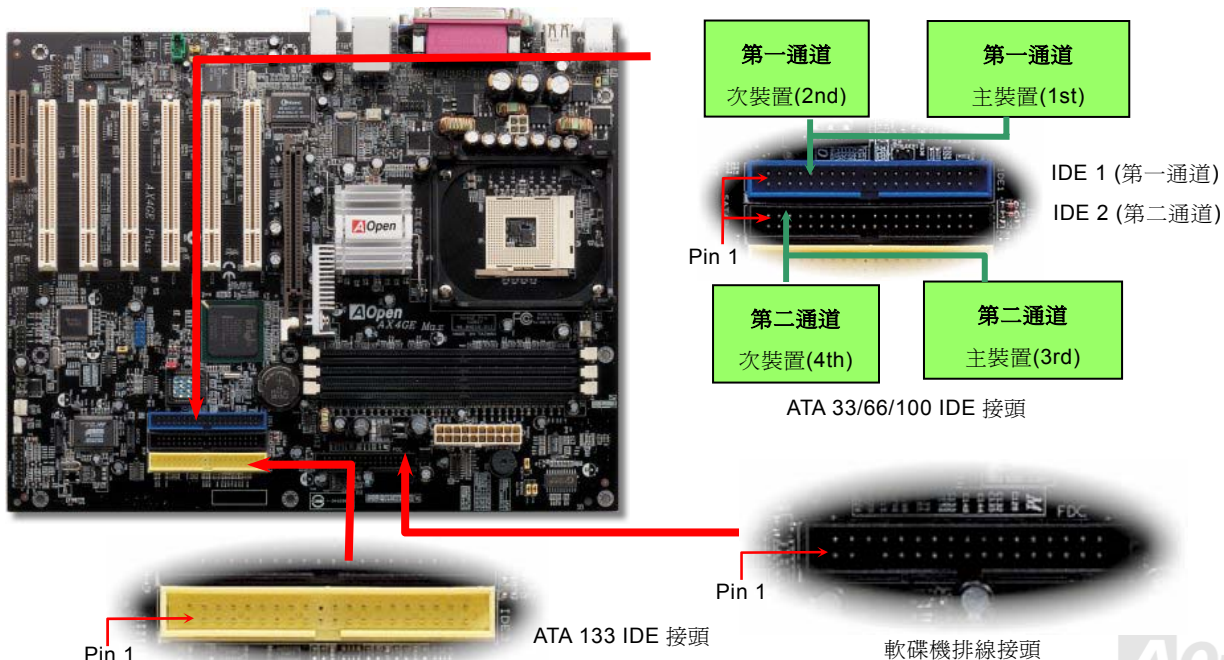 第一通道
次裝置(2nd)
第一通道
主裝置(1st)
IDE 1 (第一通道)
IDE 2 (第二通道)
Pin 1
第二通道
次裝置(4th)
第二通道
主裝置(3rd)
ATA 33/66/100 IDE 接頭
AX4GE Plus
AOpen
AOpen
AX4GE Max
FDC
Pin 1
軟碟機排線接頭
ATA 133 IDE 接頭
Pin 1